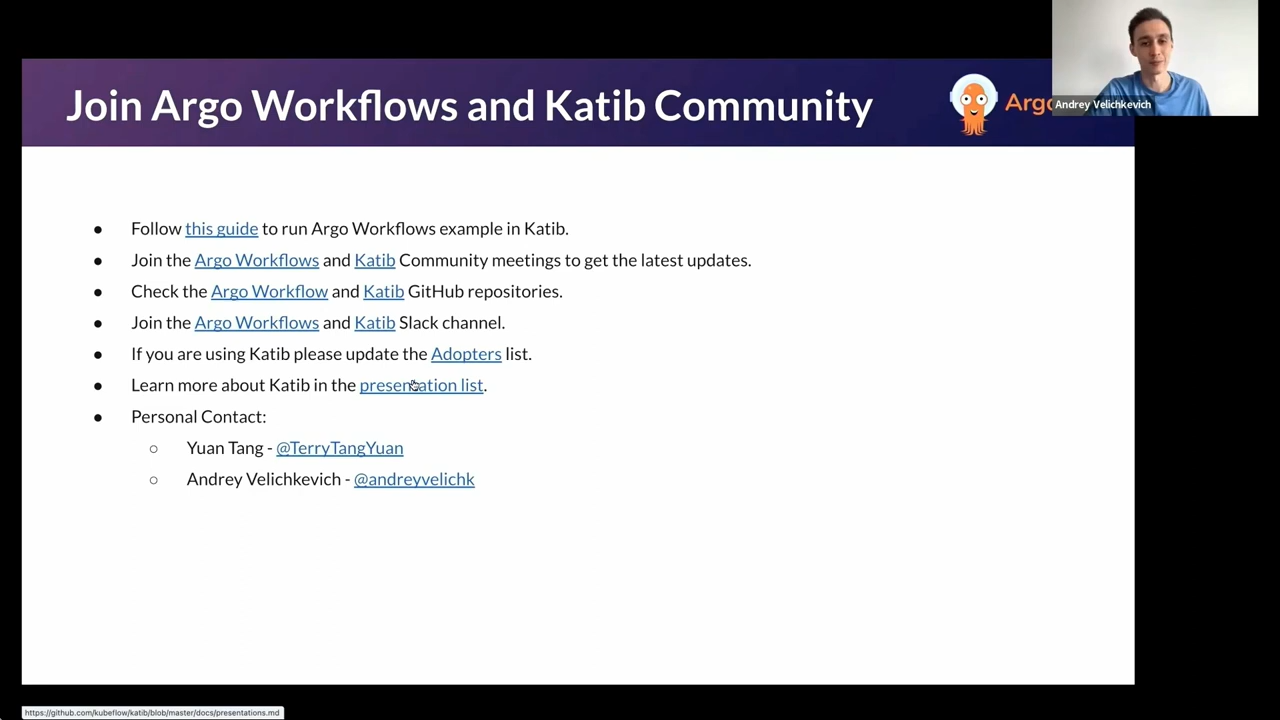 Join Argo Workflows and Katib Community
Andrey Velichkevich
● Follow this guide to run Argo Workflows example in Katib.
● Join the Argo Workflows and Katib Community meetings to get the latest updates.
● Check the Argo Workflow and Katib GitHub repositories.
● Join the Argo Workflows and Katib Slack channel.
● If you are using Katib please update the Adopters list.
● Learn more about Katib in the presentation list.
● Personal Contact:
○ Yuan Tang - @TerryTangYuan
○ Andrey Velichkevich - @andreyvelichk
https://github.com/kubeflow/katib/blob/master/docs/presentations.md